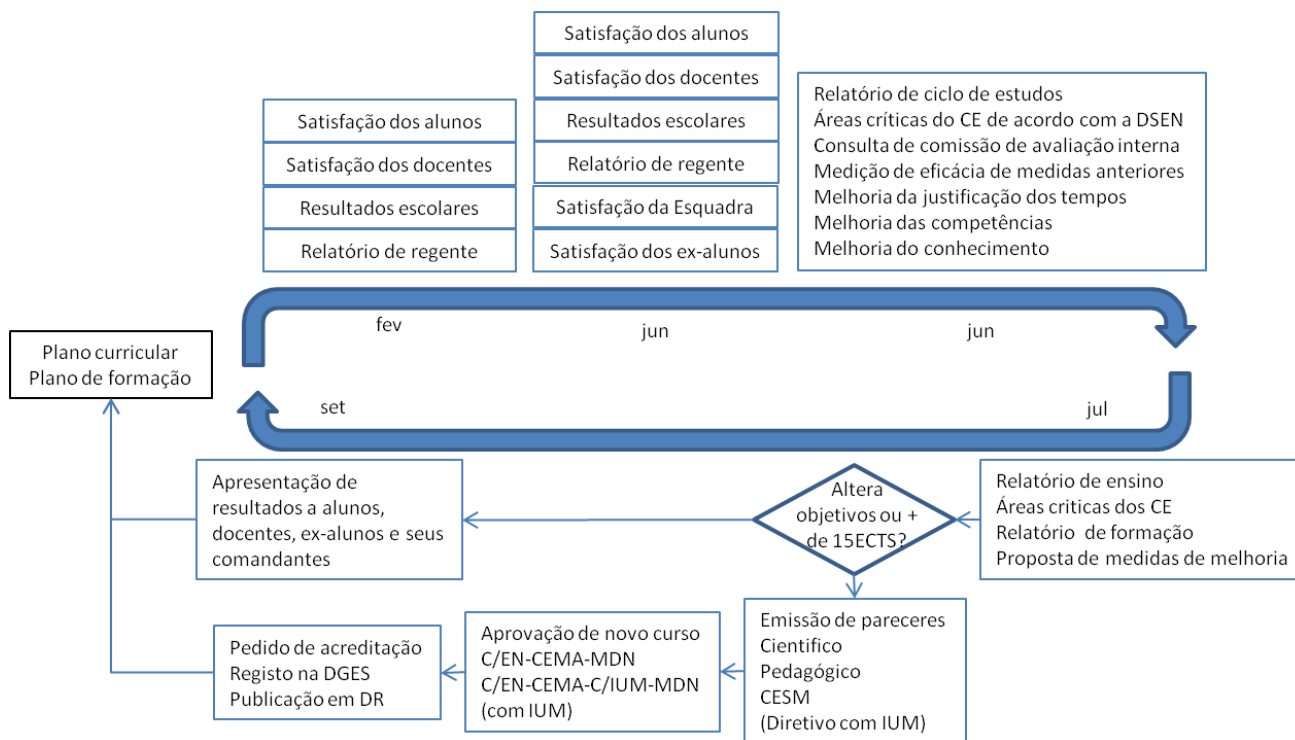 Satisfação dos alunos
Satisfação dos docentes
Resultados escolares
Relatório de regente
Satisfação dos alunos
Satisfação dos docentes
Resultados escolares
Relatório de regente
Satisfação da Esquadra
Satisfação dos ex-alunos
Relatório de ciclo de estudos
Áreas críticas do CE de acordo com a DSEN
Consulta de comissão de avaliação interna
Medição de eficácia de medidas anteriores
Melhoria da justificação dos tempos
Melhoria das competências
Melhoria do conhecimento
fev
jun
jun
Plano curricular
Plano de formação
set
jul
Apresentação de
resultados a alunos,
docentes, ex-alunos e seus
comandantes
Altera
objetivos ou +
de 15ECTS?
Relatório de ensino
Áreas criticas dos CE
Relatório de formação
Proposta de medidas de melhoria
Pedido de acreditação
Registo na DGES
Publicação em DR
Aprovação de novo curso
C/EN-CEMA-MDN
C/EN-CEMA-C/IUM-MDN
(com IUM)
Emissão de pareceres
Cientifico
Pedagógico
CESM
(Diretivo com IUM)